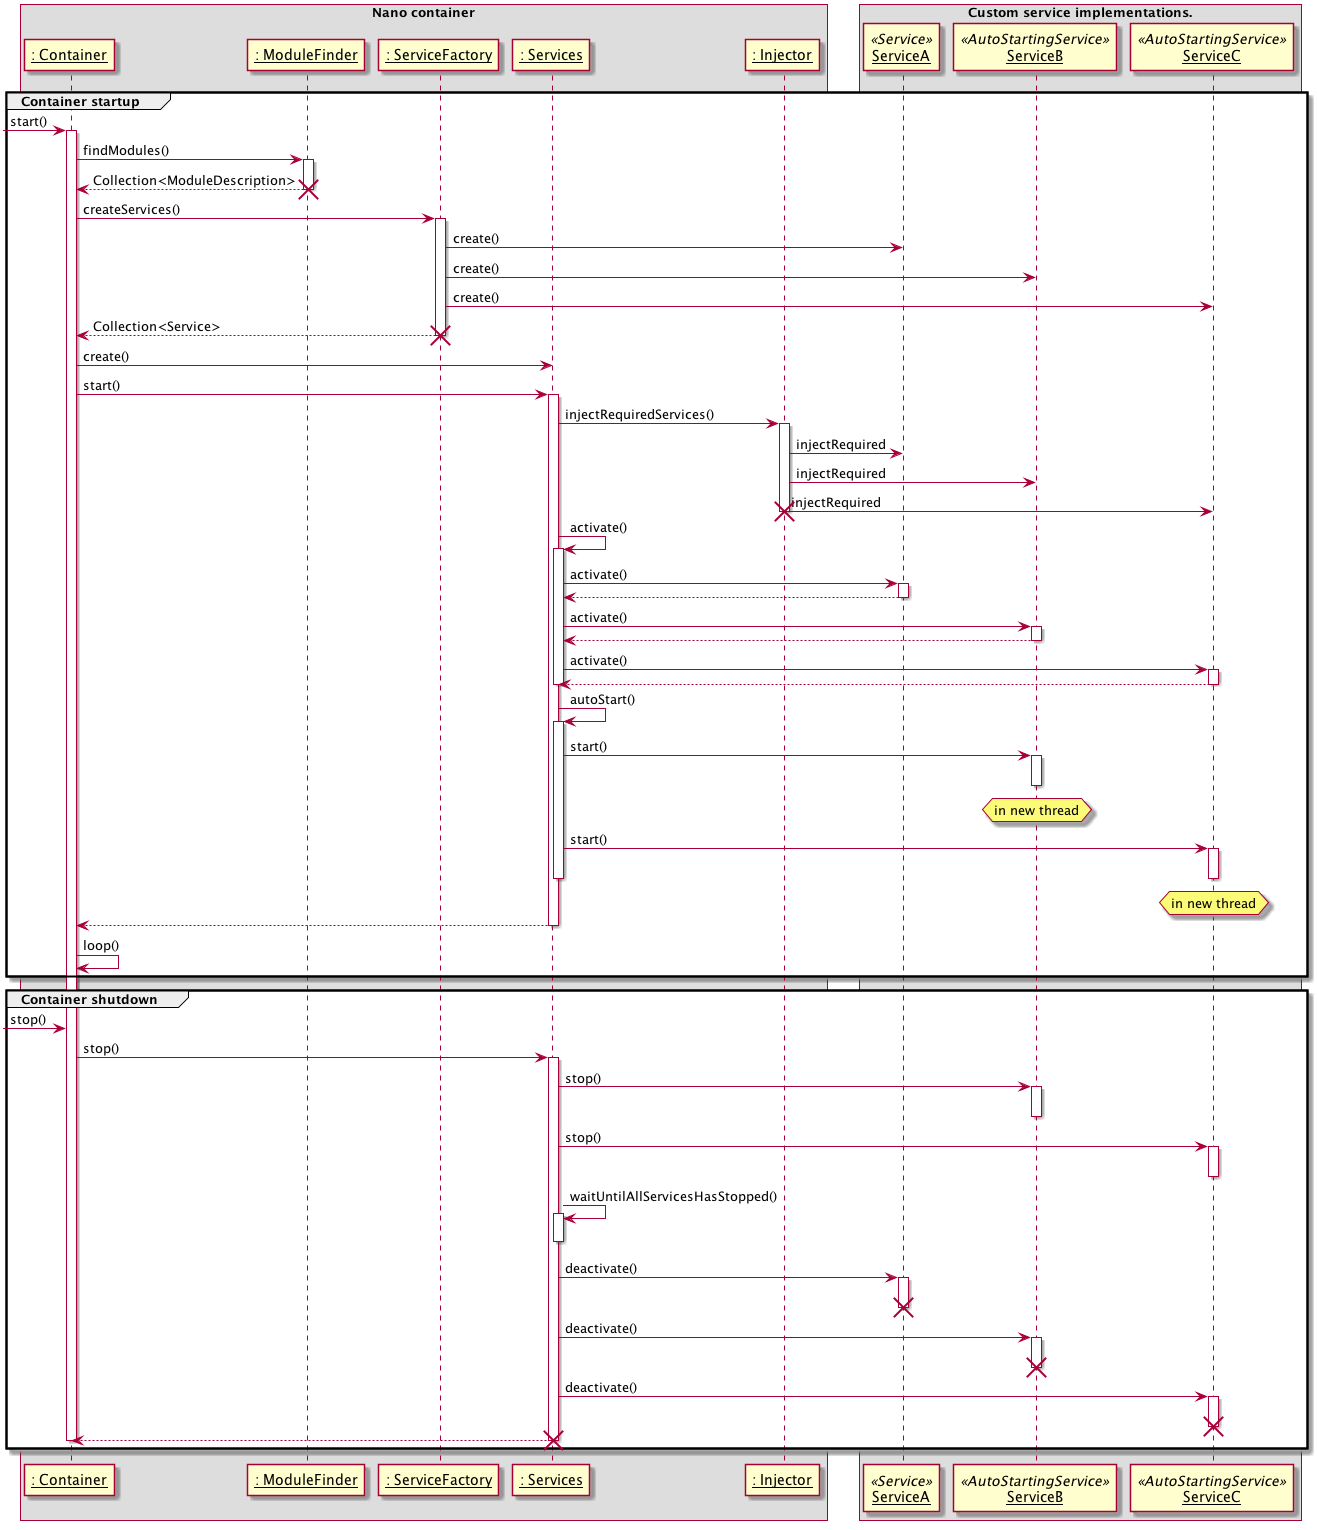 Nano container
Custom service implementations.
: Container
: ModuleFinder
: ServiceFactory
: Services
: Injector
«Service»
ServiceA
«AutoStartingService»
ServiceB
«AutoStartingService»
ServiceC
Container startup
start()
findModules()
Collection<ModuleDescription>
createServices()
create()
create()
create()
Collection<Service>
create()
start()
injectRequiredServices()
injectRequired
injectRequired
injectRequired
activate()
activate()
activate()
activate()
autoStart()
start()
in new thread
start()
in new thread
loop()
Container shutdown
stop()
stop()
stop()
stop()
waitUntilAllServicesHasStopped()
deactivate()
deactivate()
deactivate()
: Container
: ModuleFinder
: ServiceFactory
: Services
: Injector
«Service»
ServiceA
«AutoStartingService»
ServiceB
«AutoStartingService»
ServiceC